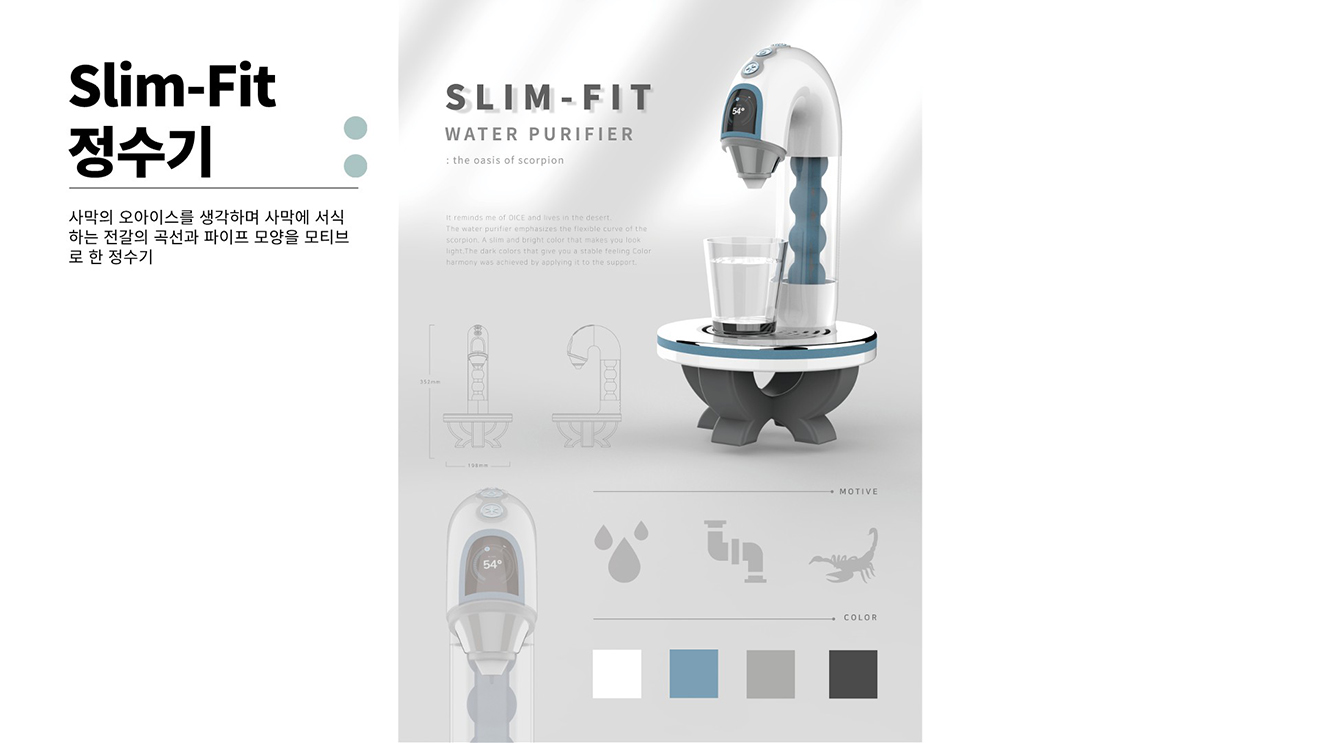 Slim-Fit
정수기
사막의 오아이스를 생각하며 사막에 서식
하는 전갈의 곡선과 파이프 모양을 모티브
로 한 정수기
SLIM-FIT
WATER PURIFIER
: the oasis of scorpion
It reminds me of OICE and lives in the desert.
The water purifier emphasizes the flexible curve of the
scorpion. A slim and bright color that makes you look
light.The dark colors that give you a stable feeling Color
harmony was achieved by applying it to the support.
54°
352mm
198mm
MOTIVE
54°
COLOR